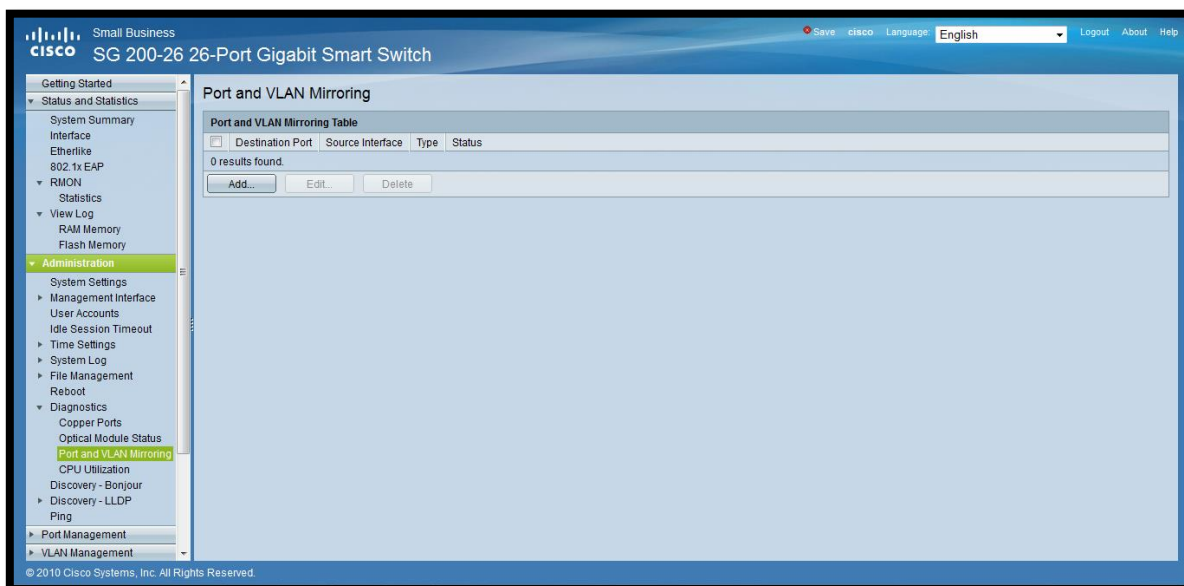 Small Business
CISCO SG 200-26 26-Port Gigabit Smart Switch
Save cisco Language: English Logout About Help
Getting Started
Status and Statistics
System Summary
Interface
Etherlike
802.1x EAP
RMON
Statistics
View Log
RAM Memory
Flash Memory
Administration
System Settings
Management Interface
User Accounts
Idle Session Timeout
Time Settings
System Log
File Management
Reboot
Diagnostics
Copper Ports
Optical Module Status
Port and VLAN Mirroring
CPU Utilization
Discovery - Bonjour
Discovery - LLDP
Ping
Port Management
VLAN Management
Port and VLAN Mirroring
Port and VLAN Mirroring Table
Destination Port Source Interface Type Status
0 results found.
Add... Edit... Delete
© 2010 Cisco Systems, Inc. All Rights Reserved.